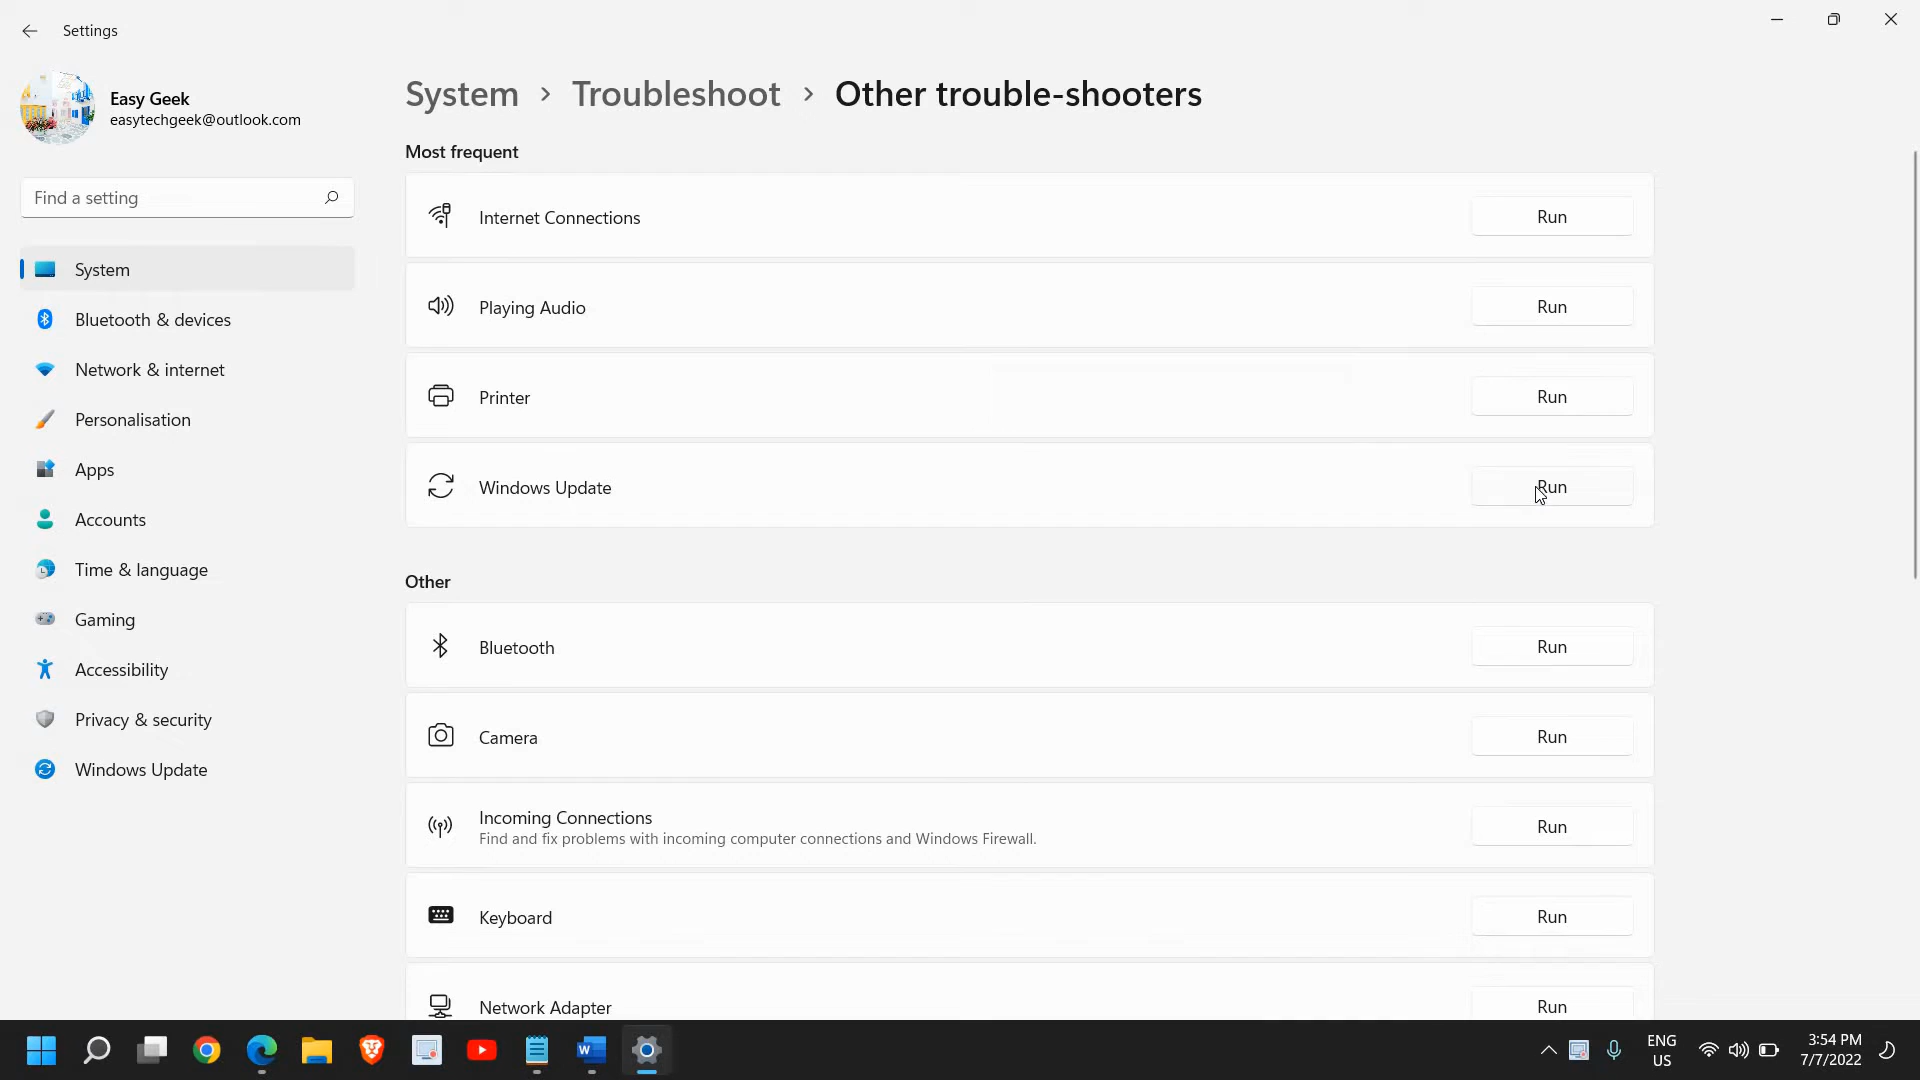 Settings
Easy Geek
easytechgeek@outlook.com
Find a setting
System
Bluetooth & devices
Network & internet
Personalisation
Apps
Accounts
Time & language
Gaming
Accessibility
Privacy & security
Windows Update
System > Troubleshoot > Other trouble-shooters
Most frequent
Internet Connections Run
Playing Audio Run
Printer Run
Windows Update Run
Other
Bluetooth Run
Camera Run
Incoming Connections Run
Find and fix problems with incoming computer connections and Windows Firewall.
Keyboard Run
Network Adapter Run
ENG
US
3:54 PM
7/7/2022